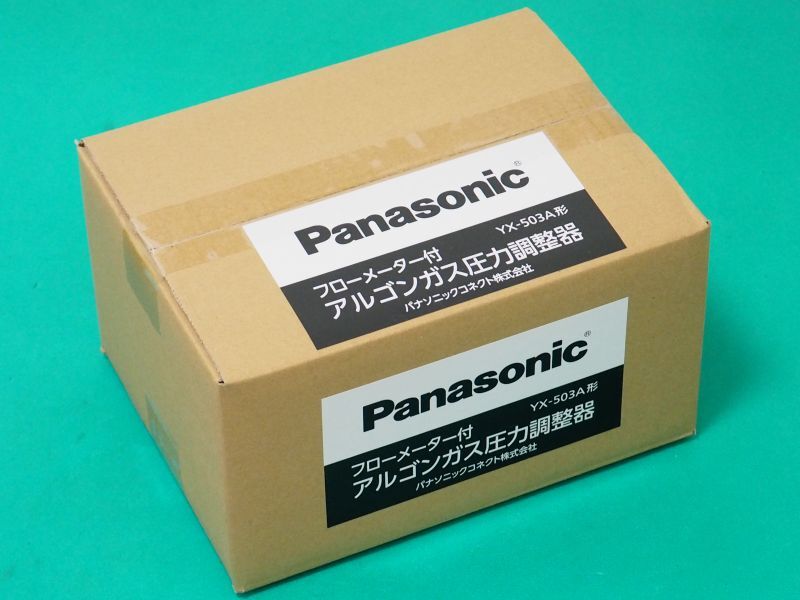 Panasonic®
YX-503A形
フローメーター付
アルゴンガス圧力調整器
パナソニックコネクト株式会社
Panasonic®
YX-503A形
フローメーター付
アルゴンガス圧力調整器
パナソニックコネクト株式会社